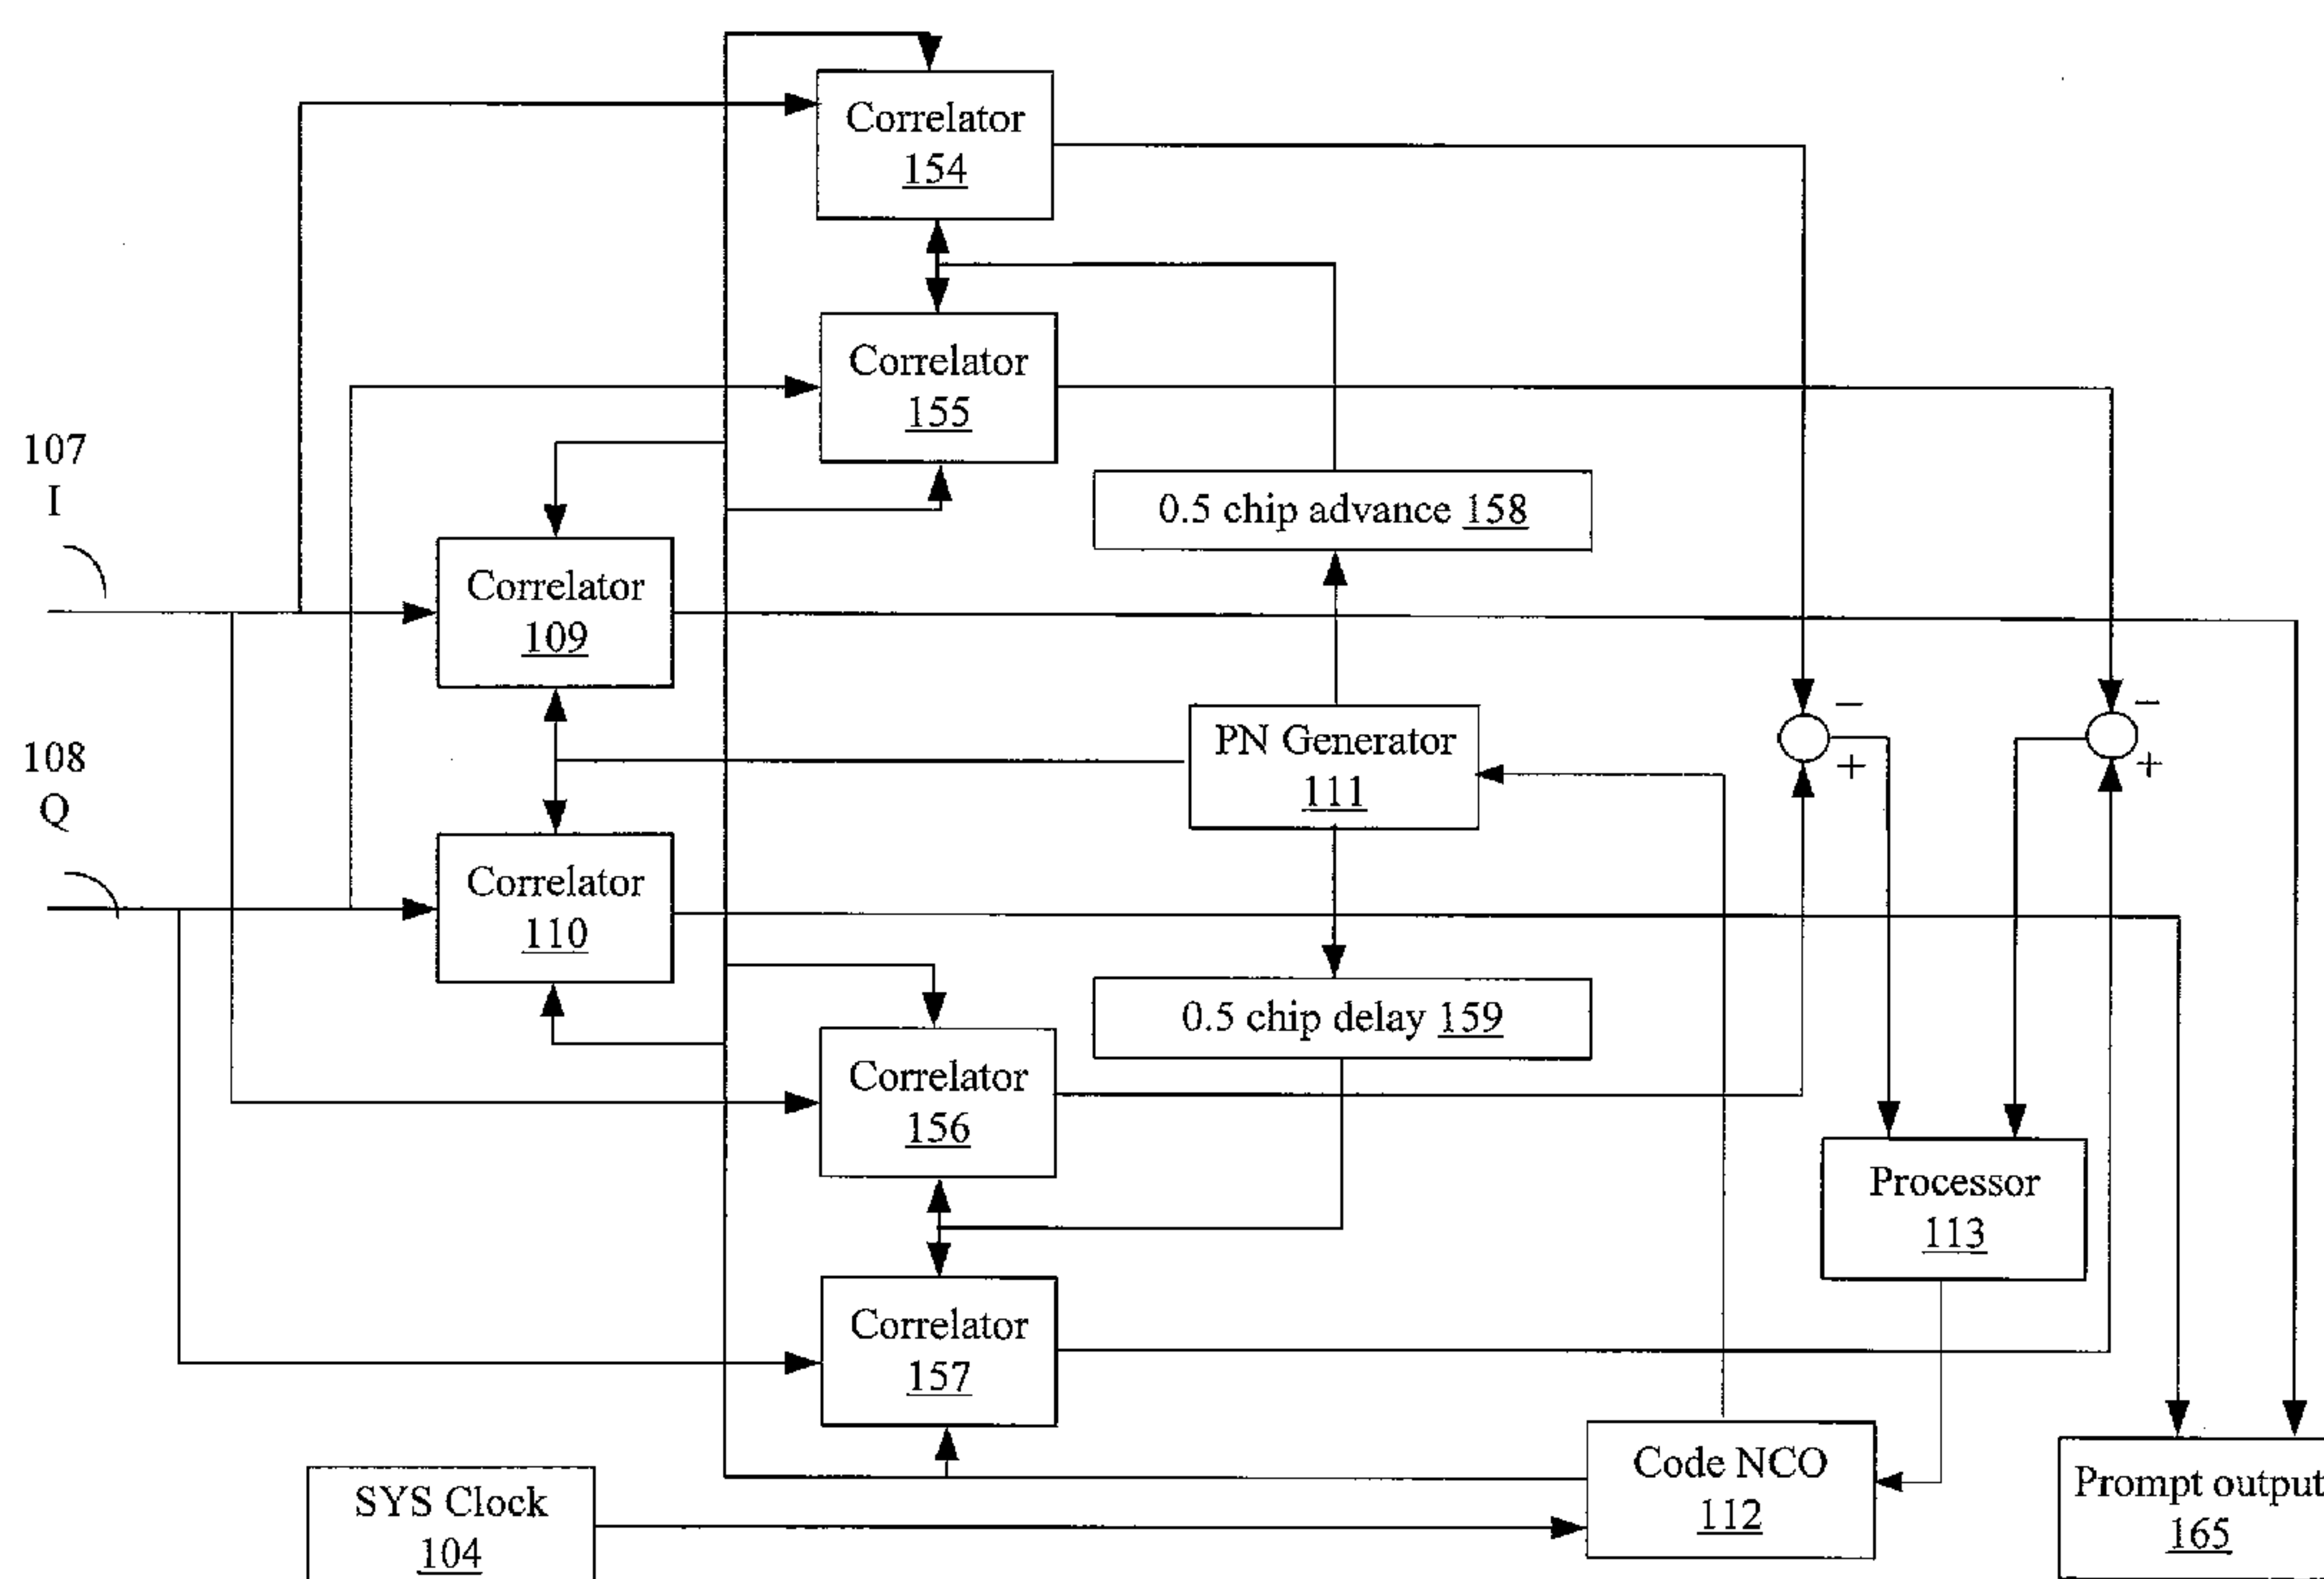 Correlator
154
Correlator
155
107
I
0.5 chip advance 158
Correlator
109
PN Generator
111
−
+
−
+
108
Q
Correlator
110
0.5 chip delay 159
Correlator
156
Processor
113
Correlator
157
Code NCO
112
SYS Clock
104
Prompt output
165